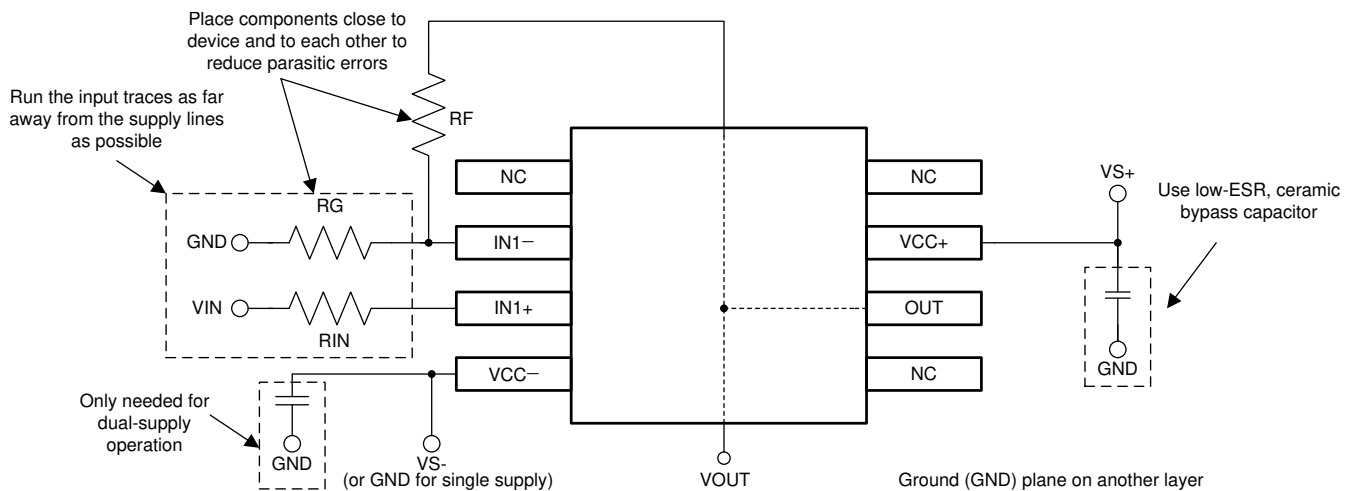 Place components close to
device and to each other to
reduce parasitic errors
Run the input traces as far
away from the supply lines
as possible
RF
NC
NC
VS+
Use low-ESR, ceramic
bypass capacitor
RG
GND
IN1−
VCC+
VIN
IN1+
OUT
RIN
GND
VCC−
NC
Only needed for
dual-supply
operation
GND
VS-
(or GND for single supply)
VOUT
Ground (GND) plane on another layer